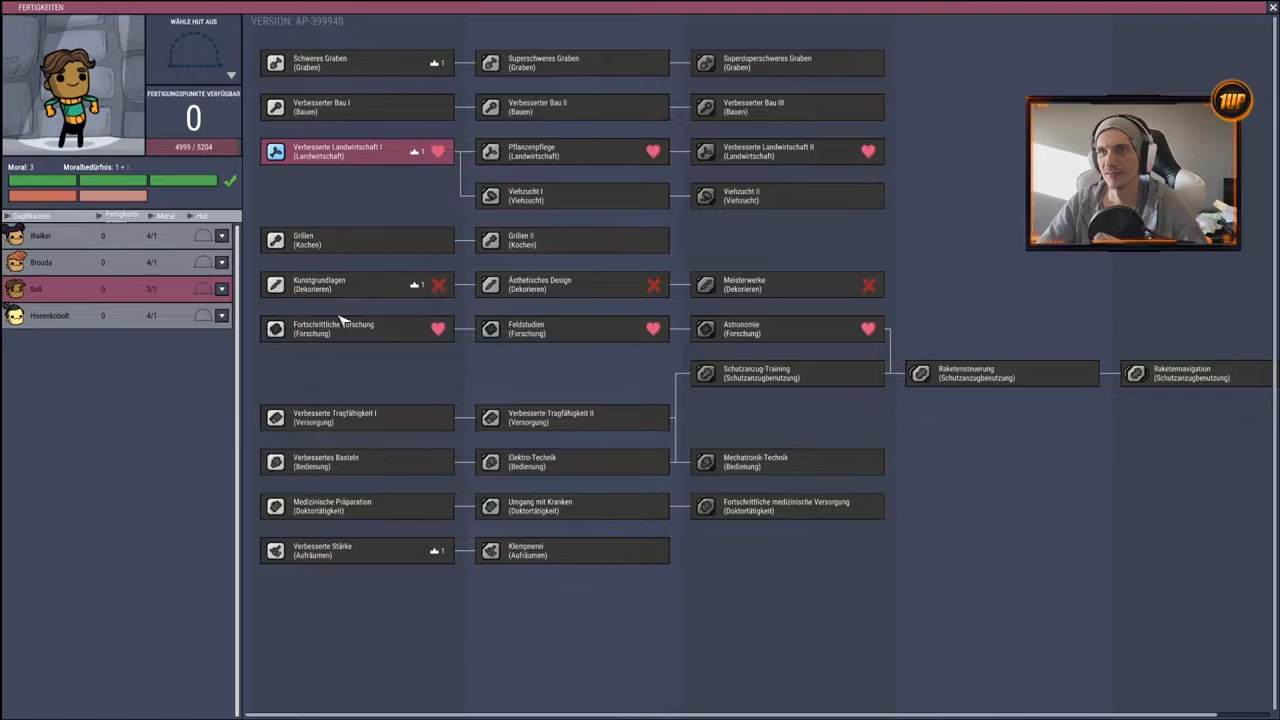 FERTIGKEITEN
VERSION: AP-399948
WÄHLE HUT AUS
FERTIGUNGSPUNKTE VERFÜGBAR
0
4999 / 5204
Moral: 3
Moralbedürfnis: 1 + 1
Duplikanten
Fertigkeits-
Moral
Hut
Walker
0
4/1
Brouda
0
4/1
Soli
0
3/1
Hosenkobolt
0
4/1
Schweres Graben
(Graben)
1
Superschweres Graben
(Graben)
Superduperschweres Graben
(Graben)
Verbesserter Bau I
(Bauen)
Verbesserter Bau II
(Bauen)
Verbesserter Bau III
(Bauen)
Verbesserte Landwirtschaft I
(Landwirtschaft)
1
Pflanzenpflege
(Landwirtschaft)
Verbesserte Landwirtschaft II
(Landwirtschaft)
Viehzucht I
(Viehzucht)
Viehzucht II
(Viehzucht)
Grillen
(Kochen)
Grillen II
(Kochen)
Kunstgrundlagen
(Dekorieren)
1
Ästhetisches Design
(Dekorieren)
Meisterwerke
(Dekorieren)
Fortschrittliche Forschung
(Forschung)
Feldstudien
(Forschung)
Astronomie
(Forschung)
Schutzanzug-Training
(Schutzanzugbenutzung)
Raketensteuerung
(Schutzanzugbenutzung)
Raketennavigation
(Schutzanzugbenutzung)
Verbesserte Tragfähigkeit I
(Versorgung)
Verbesserte Tragfähigkeit II
(Versorgung)
Verbessertes Basteln
(Bedienung)
Elektro-Technik
(Bedienung)
Mechatronik-Technik
(Bedienung)
Medizinische Präparation
(Doktortätigkeit)
Umgang mit Kranken
(Doktortätigkeit)
Fortschrittliche medizinische Versorgung
(Doktortätigkeit)
Verbesserte Stärke
(Aufräumen)
1
Klempnerei
(Aufräumen)
1UP